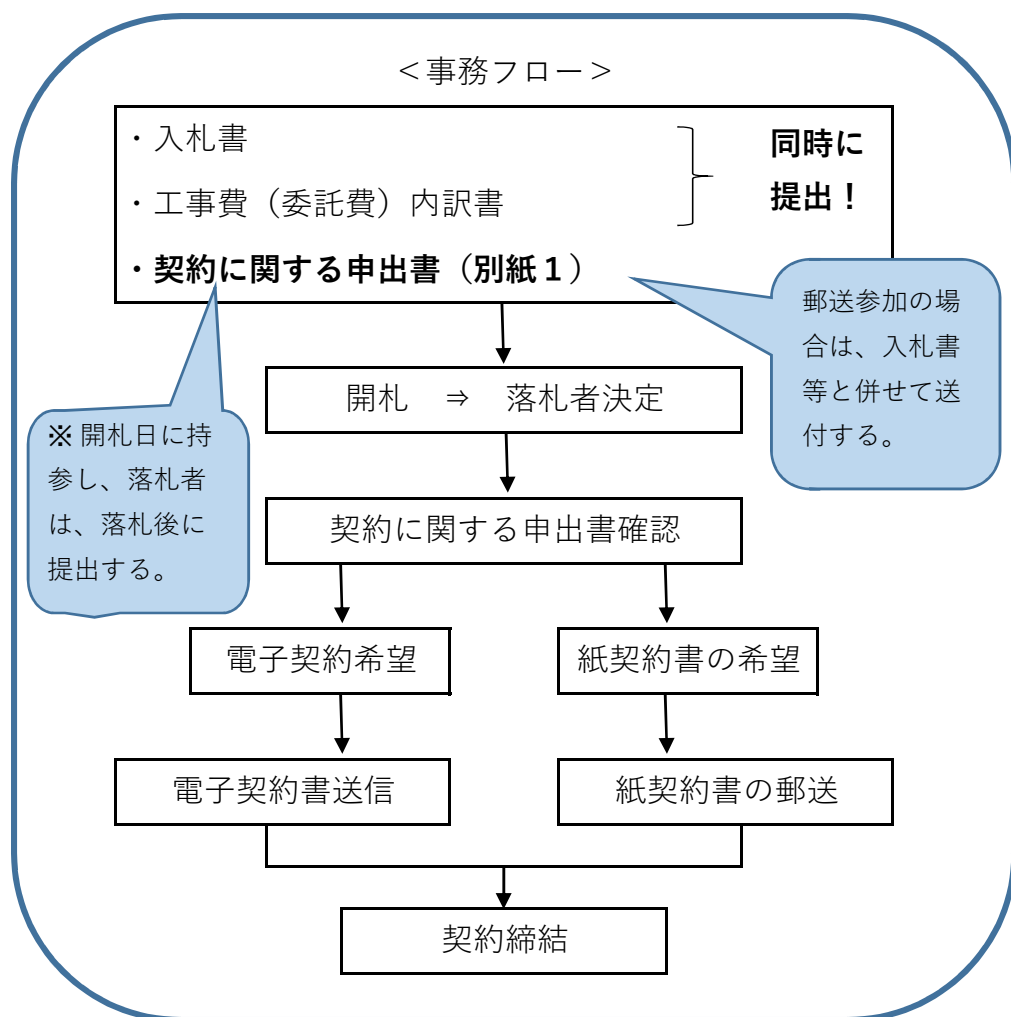 ＜事務フロー＞
・入札書
・工事費（委託費）内訳書
・契約に関する申出書（別紙１）
同時に
提出！
郵送参加の場
合は、入札書
等と併せて送
付する。
※ 開札日に持
参し、落札者
は、落札後に
提出する。
開札　⇒　落札者決定
契約に関する申出書確認
電子契約希望
紙契約書の希望
電子契約書送信
紙契約書の郵送
契約締結